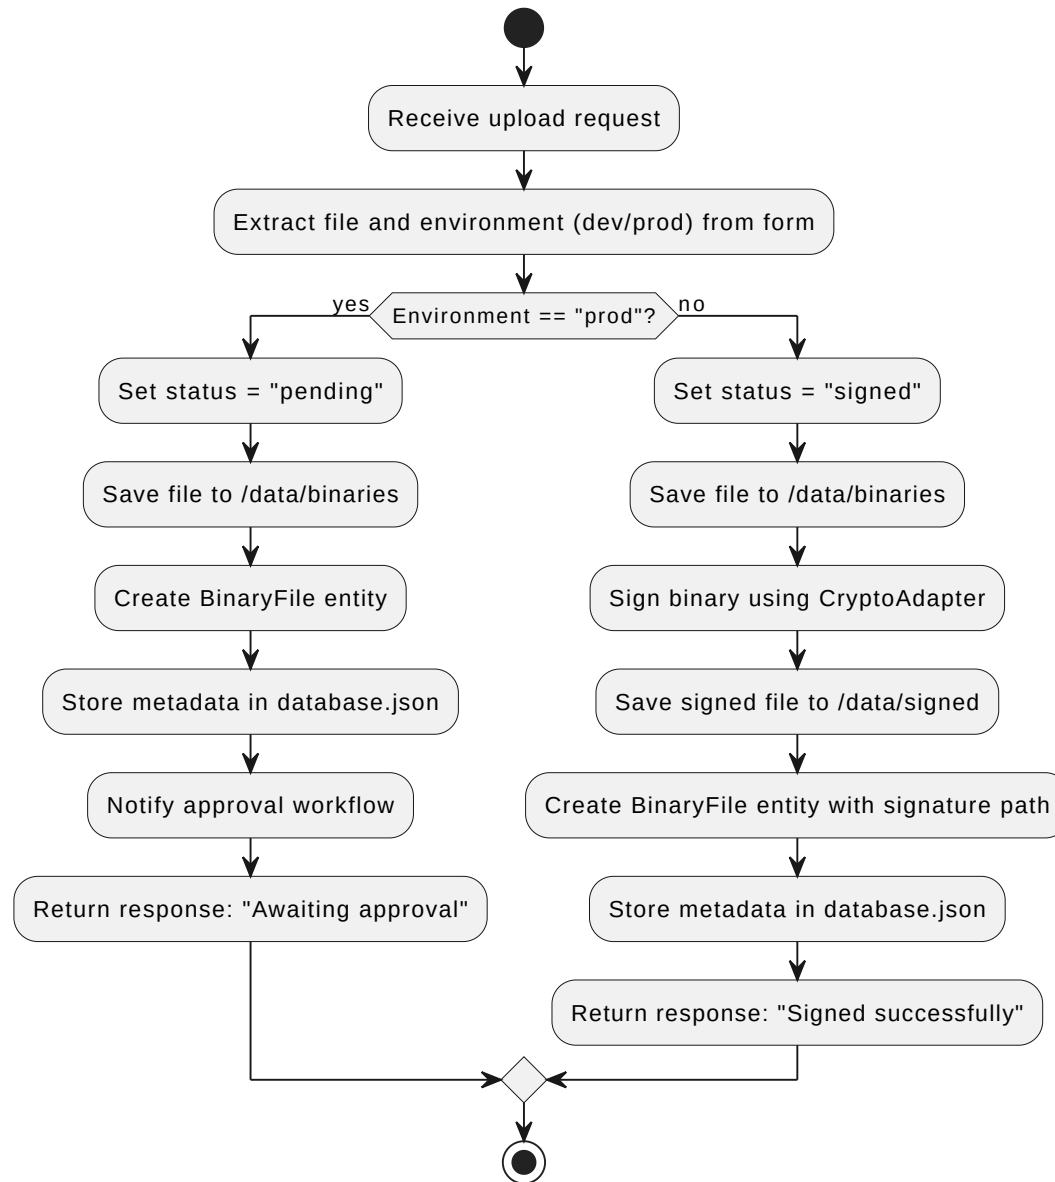 Receive upload request
Extract file and environment (dev/prod) from form
yes
Environment == "prod"?
no
Set status = "pending"
Save file to /data/binaries
Create BinaryFile entity
Store metadata in database.json
Notify approval workflow
Return response: "Awaiting approval"
Set status = "signed"
Save file to /data/binaries
Sign binary using CryptoAdapter
Save signed file to /data/signed
Create BinaryFile entity with signature path
Store metadata in database.json
Return response: "Signed successfully"